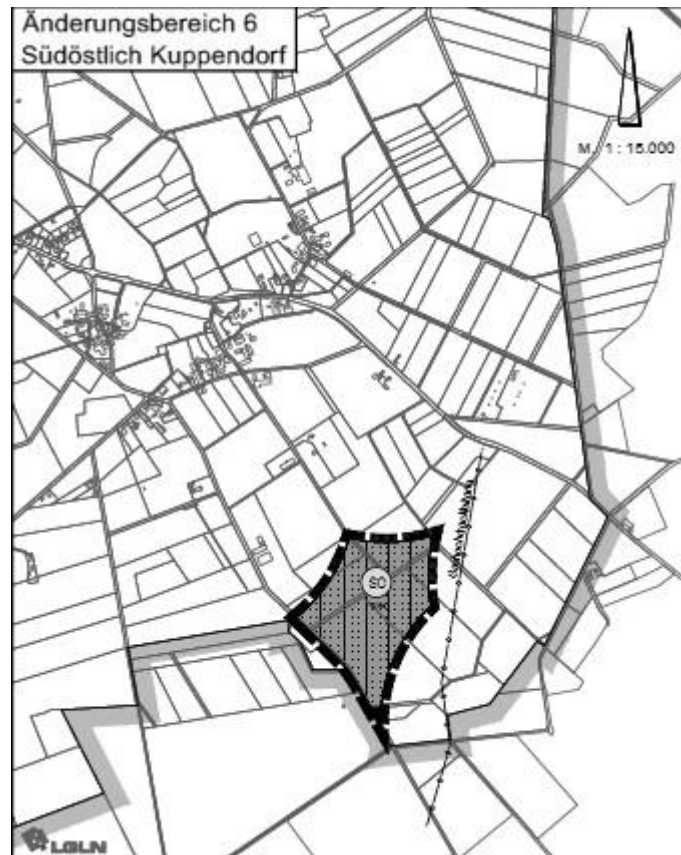 Änderungsbereich 6
Südöstlich Kuppendorf
M. 1 : 15.000
SO
LGLN